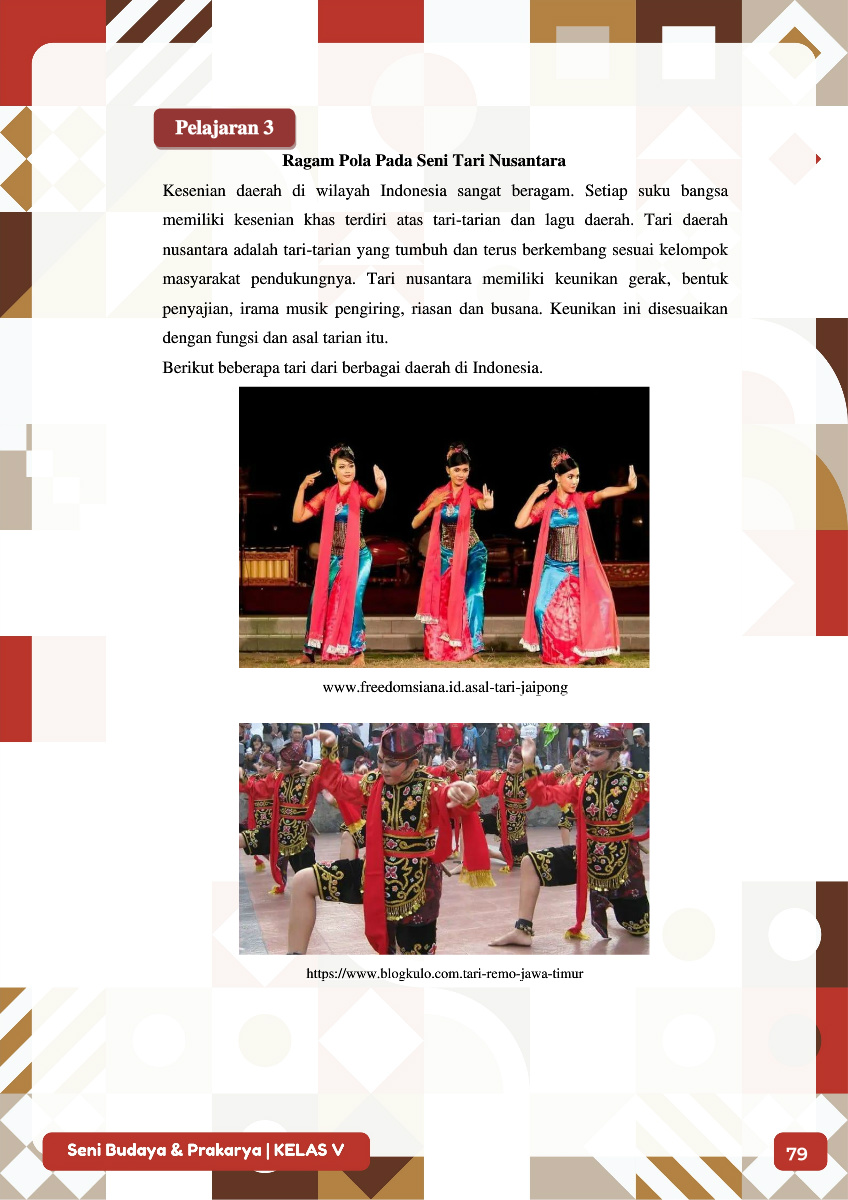 Pelajaran 3
Ragam Pola Pada Seni Tari Nusantara
Kesenian daerah di wilayah Indonesia sangat beragam. Setiap suku bangsa
memiliki kesenian khas terdiri atas tari-tarian dan lagu daerah. Tari daerah
nusantara adalah tari-tarian yang tumbuh dan terus berkembang sesuai kelompok
masyarakat pendukungnya. Tari nusantara memiliki keunikan gerak, bentuk
penyajian, irama musik pengiring, riasan dan busana. Keunikan ini disesuaikan
dengan fungsi dan asal tarian itu.
Berikut beberapa tari dari berbagai daerah di Indonesia.
www.freedomsiana.id.asal-tari-jaipong
https://www.blogkulo.com.tari-remo-jawa-timur
Seni Budaya & Prakarya | KELAS V
79